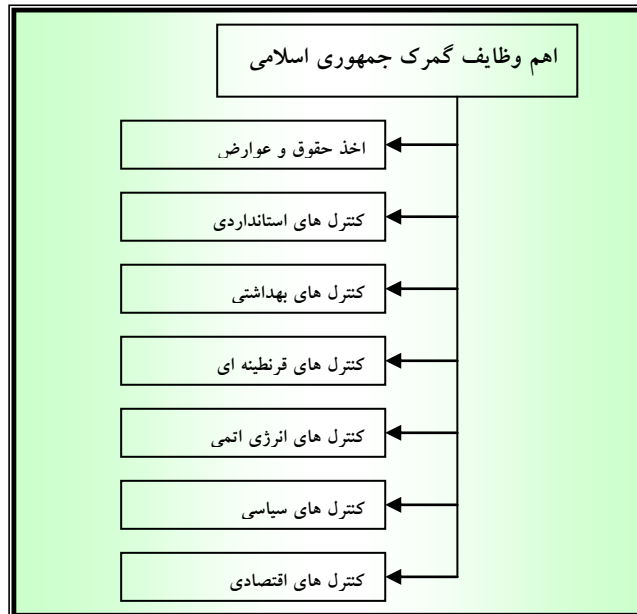 اهم وظایف گمرک جمهوری اسلامی
اخذ حقوق و عوارض
کنترل های استانداردی
کنترل های بهداشتی
کنترل های قرنطینه ای
کنترل های انرژی اتمی
کنترل های سیاسی
کنترل های اقتصادی